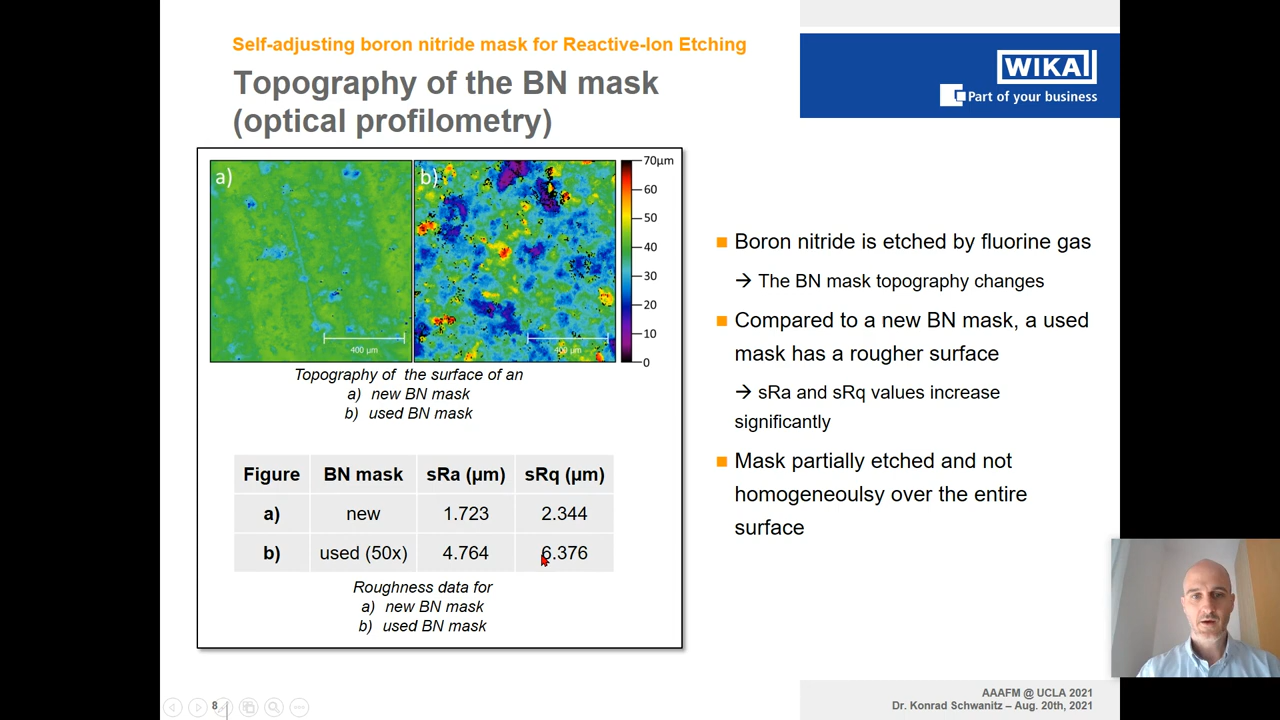 Self-adjusting boron nitride mask for Reactive-Ion Etching
Topography of the BN mask
(optical profilometry)
WIKAI
Part of your business
a)
b)
70µm
60
50
40
30
20
10
0
400 µm
400 µm
Topography of the surface of an
a) new BN mask
b) used BN mask
Figure BN mask sRa (µm) sRq (µm)
a) new 1.723 2.344
b) used (50x) 4.764 6.376
Roughness data for
a) new BN mask
b) used BN mask
■ Boron nitride is etched by fluorine gas
→ The BN mask topography changes
■ Compared to a new BN mask, a used
mask has a rougher surface
→ sRa and sRq values increase
significantly
■ Mask partially etched and not
homogeneoulsy over the entire
surface
8
AAAFM @ UCLA 2021
Dr. Konrad Schwanitz – Aug. 20th, 2021